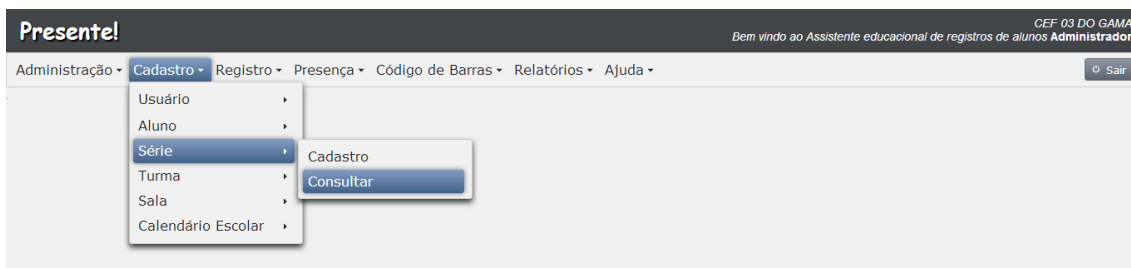 Presente!
CEF 03 DO GAMA
Bem vindo ao Assistente educacional de registros de alunos Administrador
Administração Cadastro Registro Presença Código de Barras Relatórios Ajuda Sair
Usuário
Aluno
Série
Turma
Sala
Calendário Escolar
Cadastro
Consultar